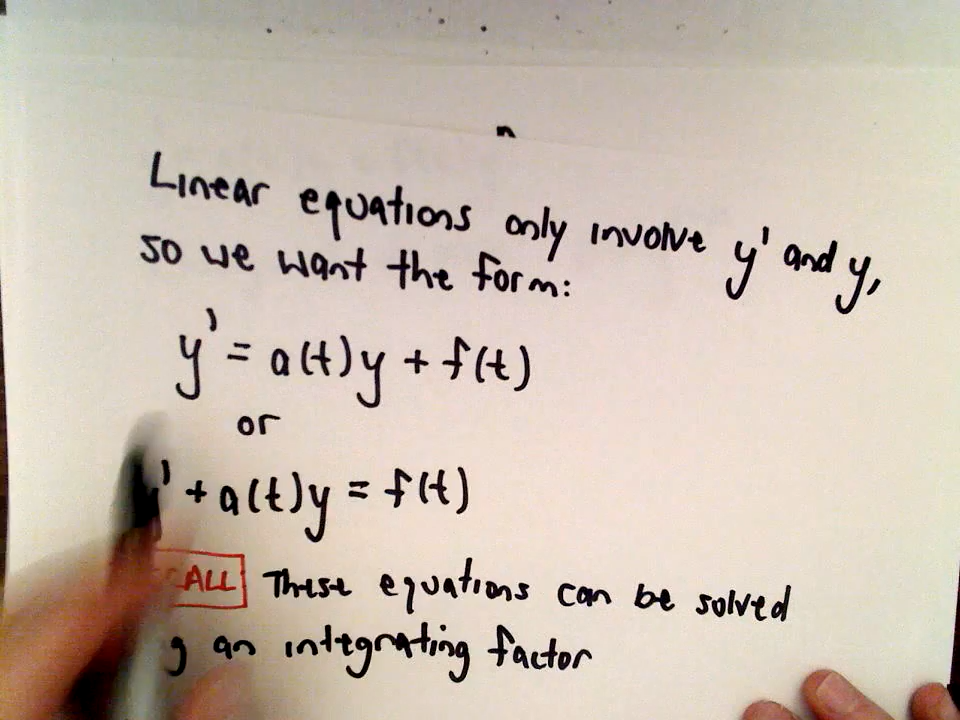 Linear equations only involve y' and y,
so we want the form:
y' = a(t)y + f(t)
or
' + a(t)y = f(t)
These equations can be solved
an integrating factor